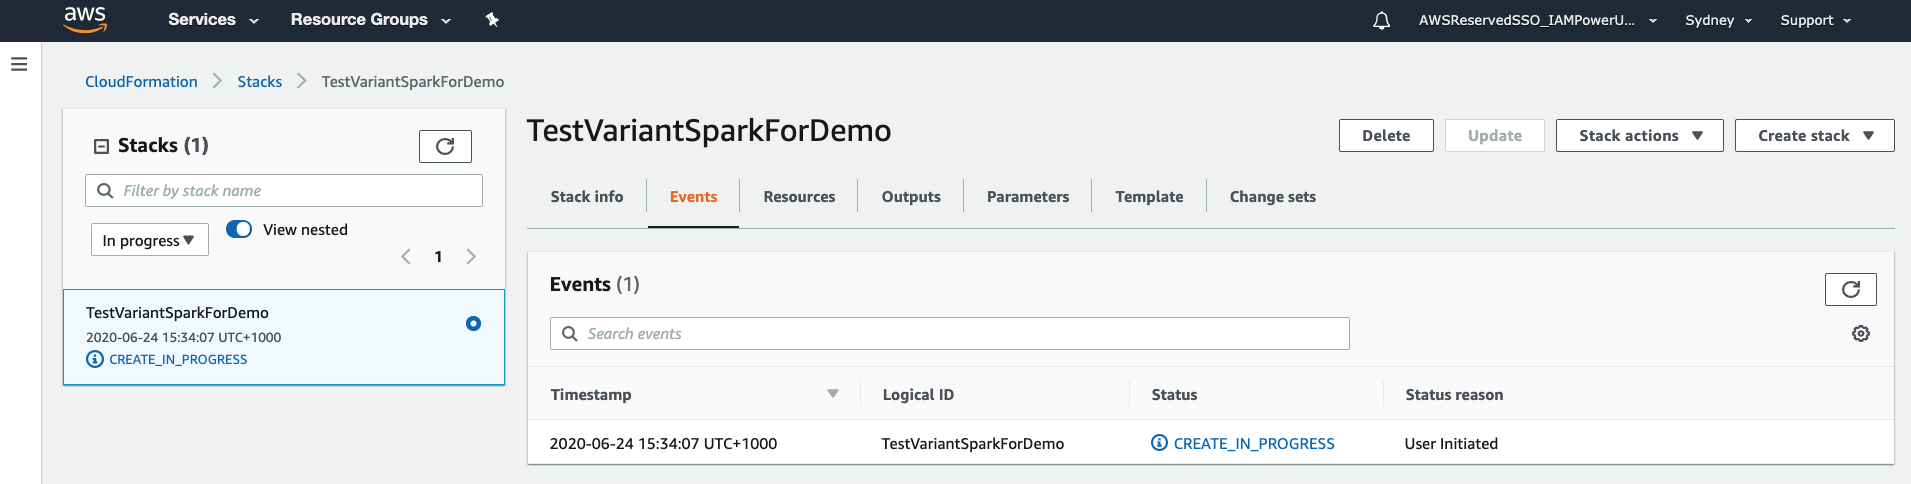 aws Services Resource Groups AWSReservedSSO_IAMPowerU... Sydney Support
CloudFormation Stacks TestVariantSparkForDemo
Stacks (1)
Filter by stack name
In progress View nested
1
TestVariantSparkForDemo
2020-06-24 15:34:07 UTC+1000
CREATE_IN_PROGRESS
TestVariantSparkForDemo
Delete Update Stack actions Create stack
Stack info Events Resources Outputs Parameters Template Change sets
Events (1)
Search events
Timestamp Logical ID Status Status reason
2020-06-24 15:34:07 UTC+1000 TestVariantSparkForDemo CREATE_IN_PROGRESS User Initiated